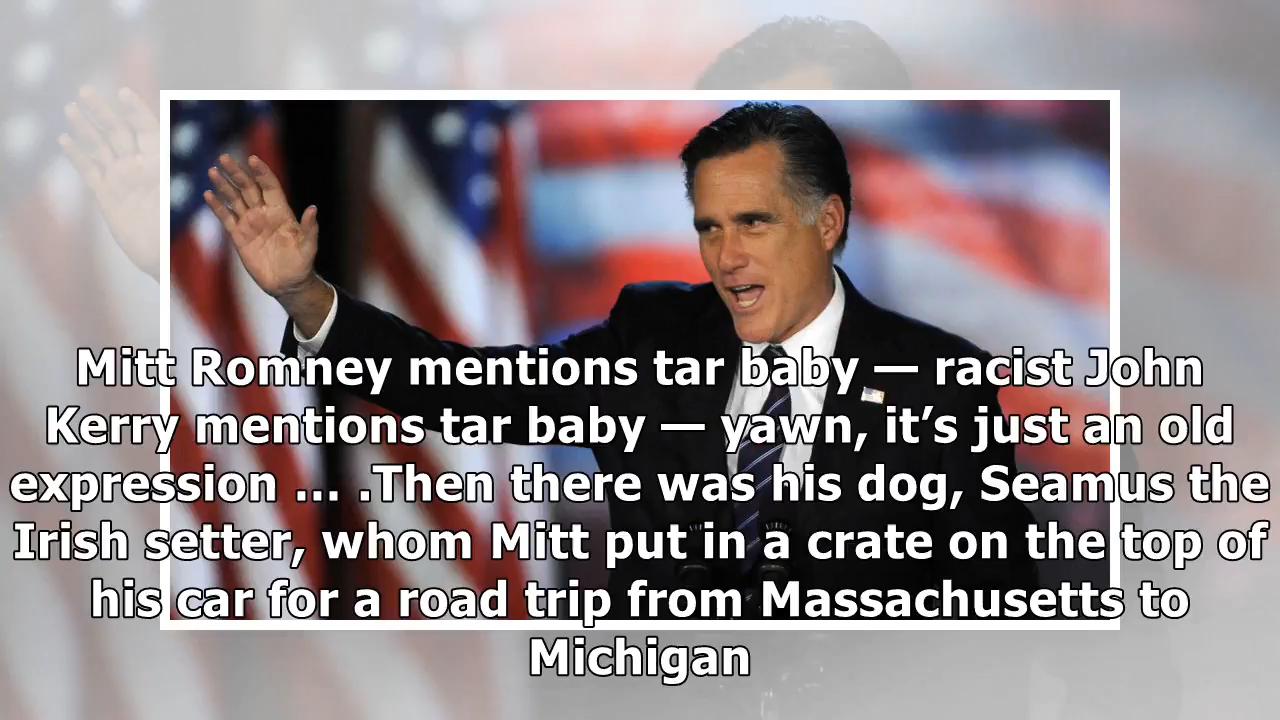 Mitt Romney mentions tar baby — racist John
Kerry mentions tar baby — yawn, it’s just an old
expression ... .Then there was his dog, Seamus the
Irish setter, whom Mitt put in a crate on the top of
his car for a road trip from Massachusetts to
Michigan